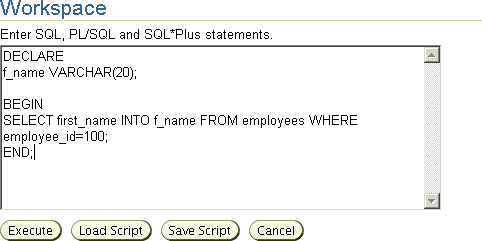 Workspace
Enter SQL, PL/SQL and SQL*Plus statements.
DECLARE
f_name VARCHAR(20);
BEGIN
SELECT first_name INTO f_name FROM employees WHERE
employee_id=100;
END;
Execute Load Script Save Script Cancel